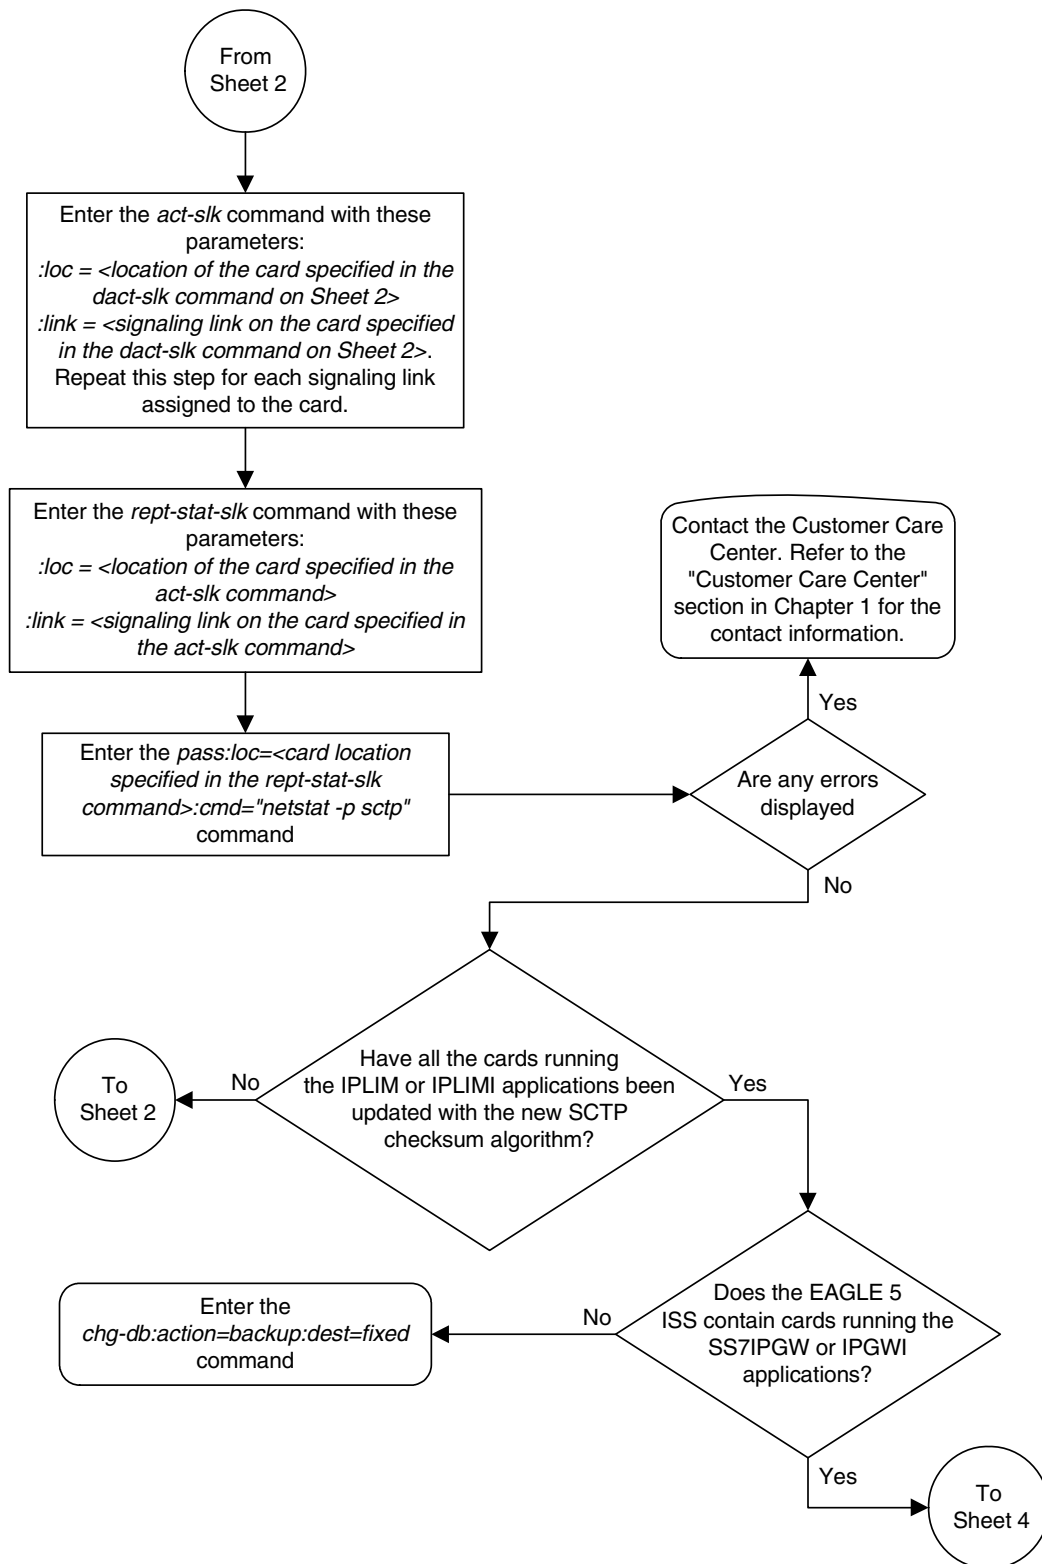 From
Sheet 2
Enter the act-slk command with these
parameters:
:loc = <location of the card specified in the
dact-slk command on Sheet 2>
:link = <signaling link on the card specified
in the dact-slk command on Sheet 2>.
Repeat this step for each signaling link
assigned to the card.
Enter the rept-stat-slk command with these
parameters:
:loc = <location of the card specified in the
act-slk command>
:link = <signaling link on the card specified in
the act-slk command>
Contact the Customer Care
Center. Refer to the
"Customer Care Center"
section in Chapter 1 for the
contact information.
Yes
Enter the pass:loc=<card location
specified in the rept-stat-slk
command>:cmd="netstat -p sctp"
command
Are any errors
displayed
No
Have all the cards running
the IPLIM or IPLIMI applications been
updated with the new SCTP
checksum algorithm?
No
To
Sheet 2
Yes
Does the EAGLE 5
ISS contain cards running the
SS7IPGW or IPGWI
applications?
No
Enter the
chg-db:action=backup:dest=fixed
command
Yes
To
Sheet 4